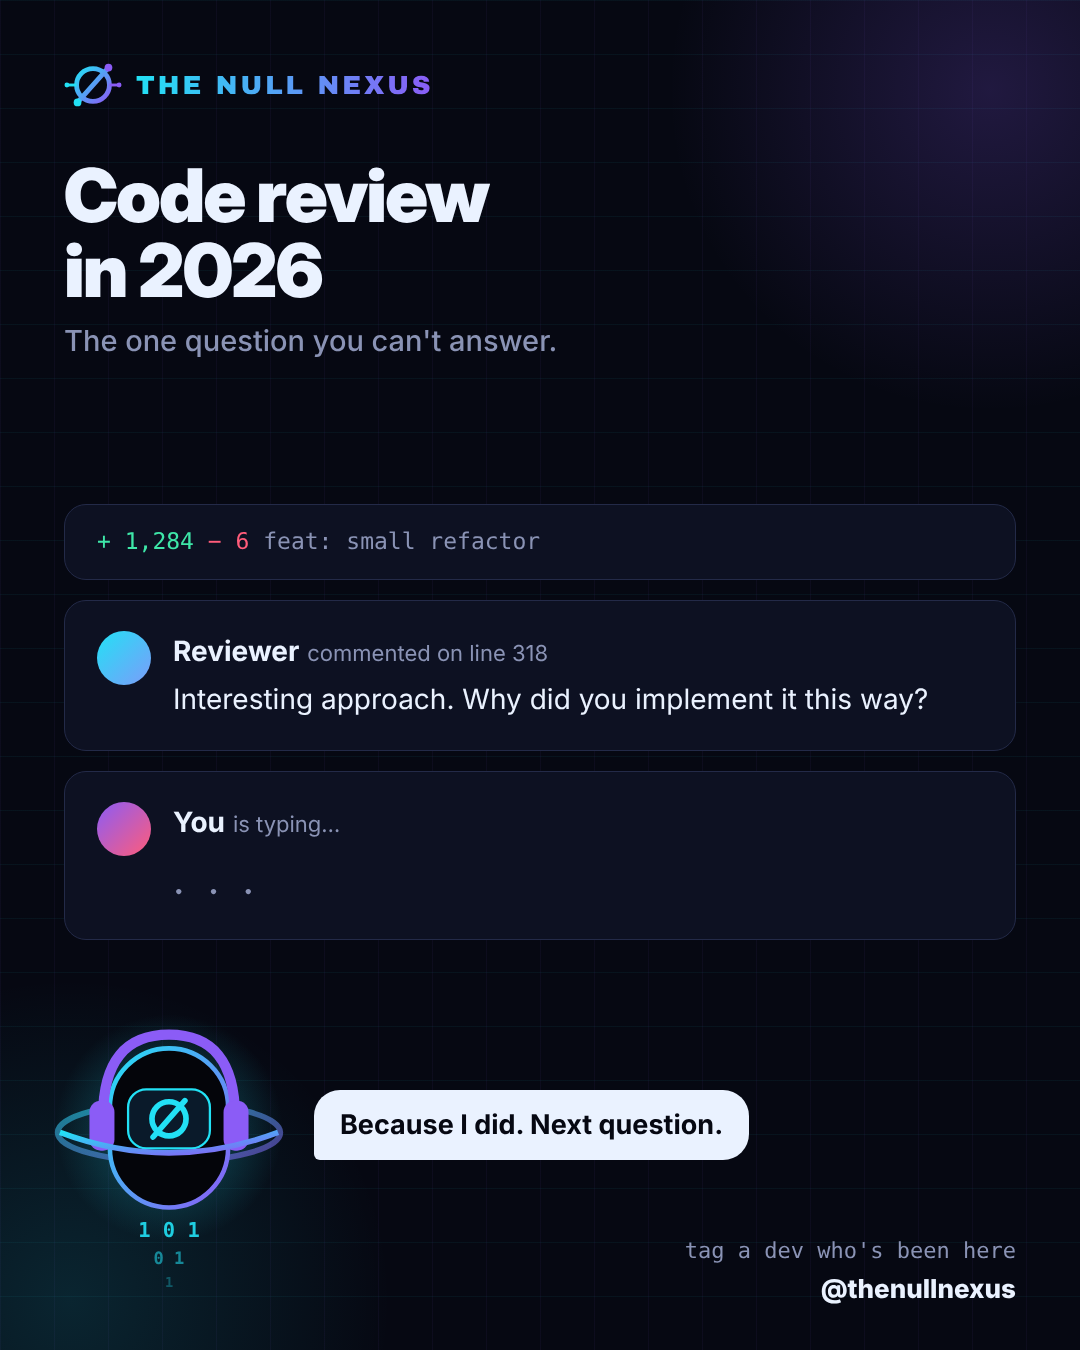 THE NULL NEXUS
Code review
in 2026
The one question you can't answer.
+ 1,284 − 6 feat: small refactor
Reviewer commented on line 318
Interesting approach. Why did you implement it this way?
You is typing...
. . .
Because I did. Next question.
1 0 1
0 1
1
tag a dev who's been here
@thenullnexus